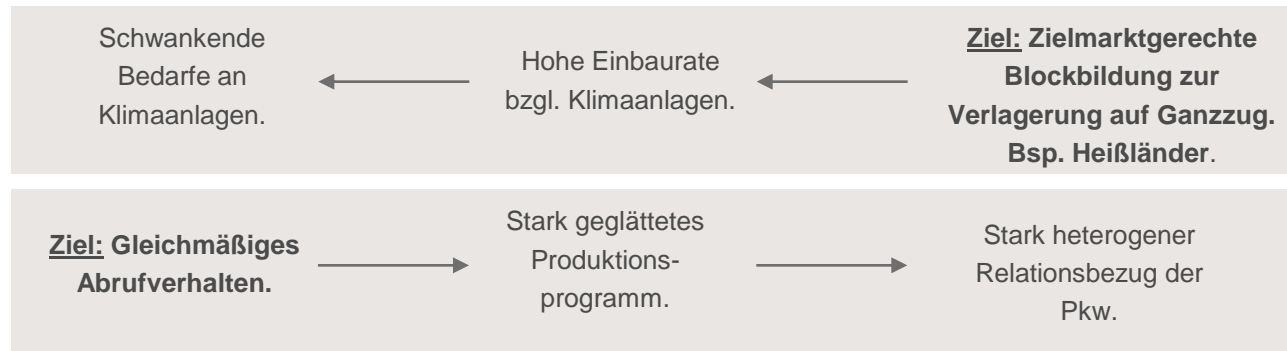 Schwankende
Bedarfe an
Klimaanlagen.
Hohe Einbaurate
bzgl. Klimaanlagen.
Ziel: Zielmarktgerechte
Blockbildung zur
Verlagerung auf Ganzzug.
Bsp. Heißländer.
Ziel: Gleichmäßiges
Abrufverhalten.
Stark geglättetes
Produktions-
programm.
Stark heterogener
Relationsbezug der
Pkw.